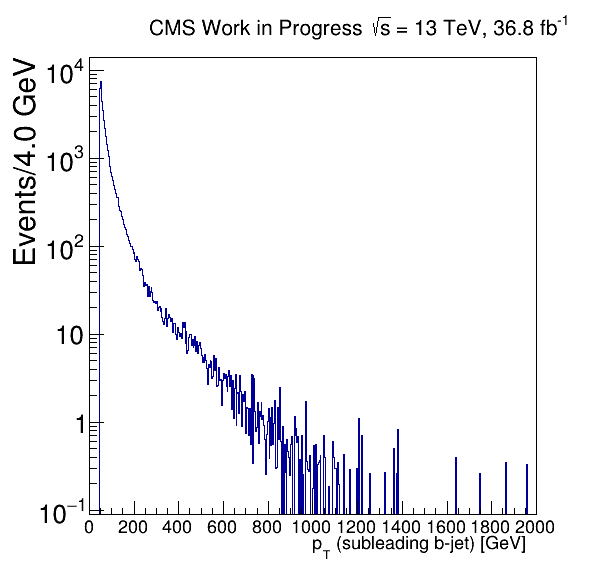 CMS Work in Progress √s = 13 TeV, 36.8 fb⁻¹
Events/4.0 GeV
10⁴
10³
10²
10
1
10⁻¹
0 200 400 600 800 1000 1200 1400 1600 1800 2000
p_T (subleading b-jet) [GeV]